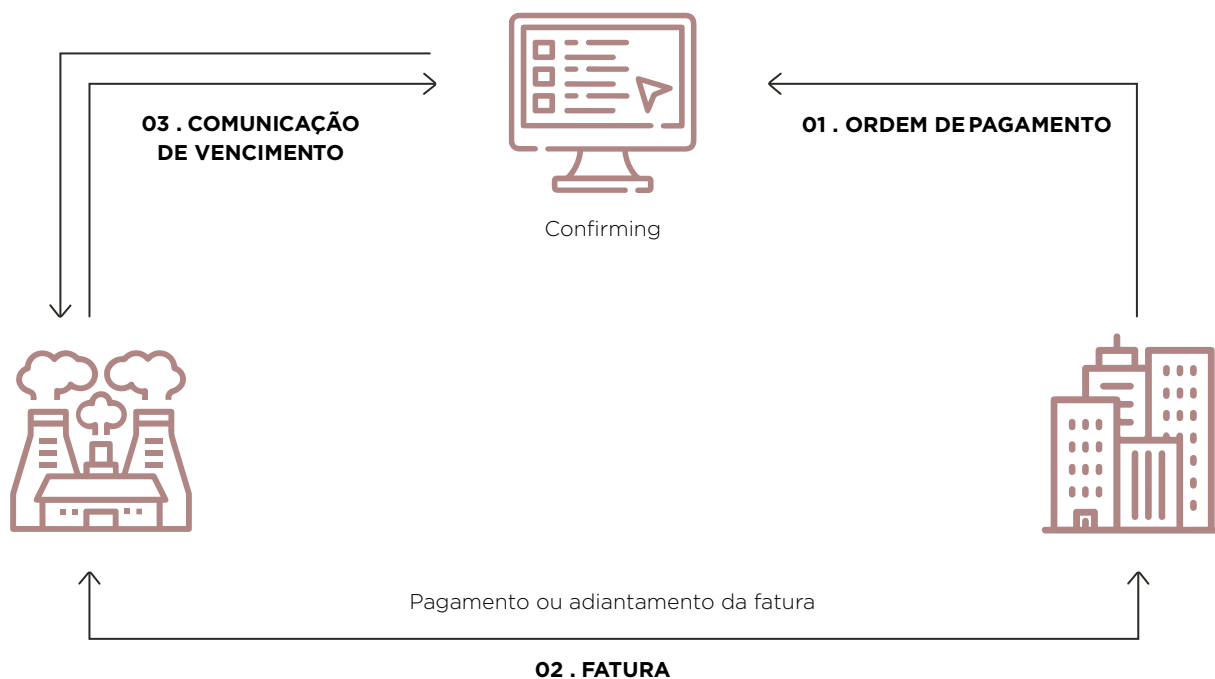 03 . COMUNICAÇÃO
DE VENCIMENTO
01 . ORDEM DE PAGAMENTO
Confirming
Pagamento ou adiantamento da fatura
02 . FATURA